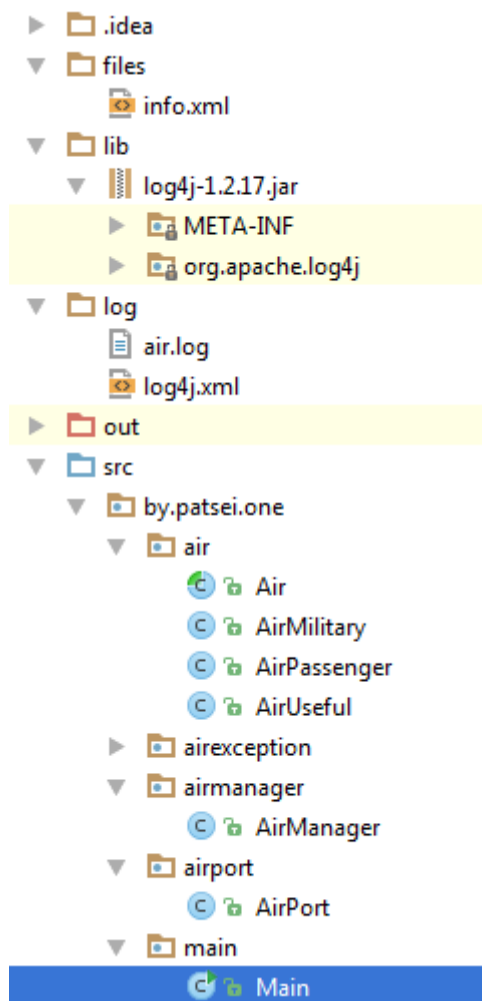 .idea
files
info.xml
lib
log4j-1.2.17.jar
META-INF
org.apache.log4j
log
air.log
log4j.xml
out
src
by.patsei.one
air
C Air
C AirMilitary
C AirPassenger
C AirUseful
airexception
airmanager
C AirManager
airport
C AirPort
main
C Main